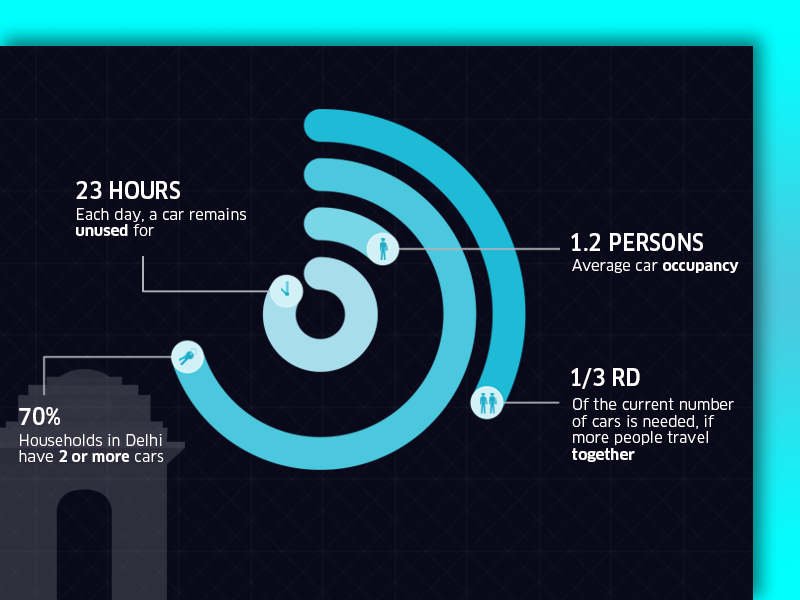 23 HOURS
Each day, a car remains
unused for
1.2 PERSONS
Average car occupancy
1/3 RD
Of the current number
of cars is needed, if
more people travel
together
70%
Households in Delhi
have 2 or more cars